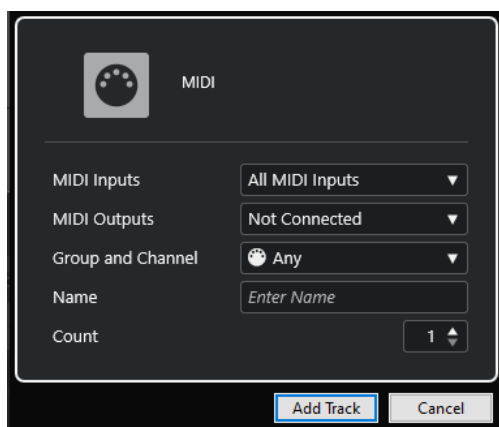 MIDI
MIDI Inputs All MIDI Inputs
MIDI Outputs Not Connected
Group and Channel Any
Name Enter Name
Count 1
Add Track Cancel